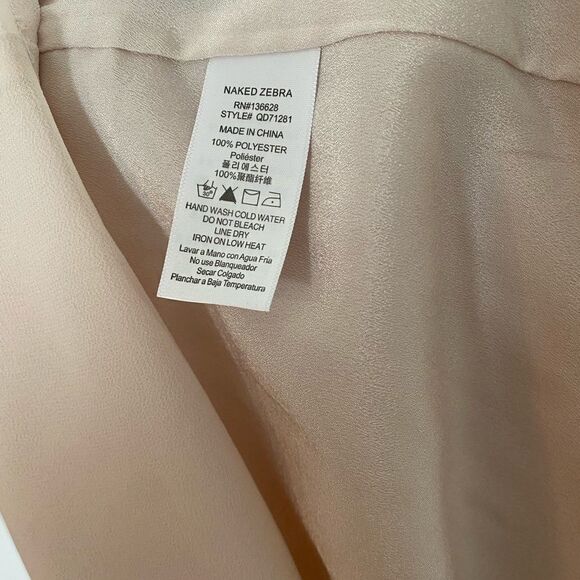 NAKED ZEBRA
RN#136628
STYLE# QD71281
MADE IN CHINA
100% POLYESTER
Poliéster
폴리에스터
100%聚酯纤维
30°
HAND WASH COLD WATER
DO NOT BLEACH
LINE DRY
IRON ON LOW HEAT
Lavar a Mano con Agua Fría
No use Blanqueador
Secar Colgado
Planchar a Baja Temperatura